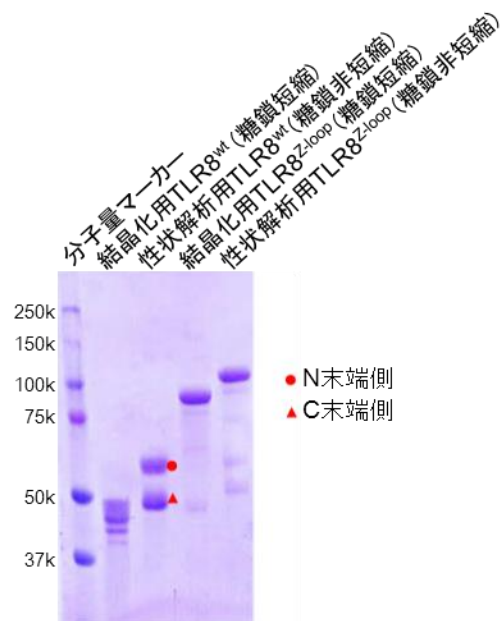 分子量マーカー
結晶化用TLR8wt(糖鎖短縮)
性状解析用TLR8wt(糖鎖非短縮)
結晶化用TLR8Z-loop(糖鎖短縮)
性状解析用TLR8Z-loop(糖鎖非短縮)
250k
150k
100k
75k
50k
37k
N末端側
C末端側